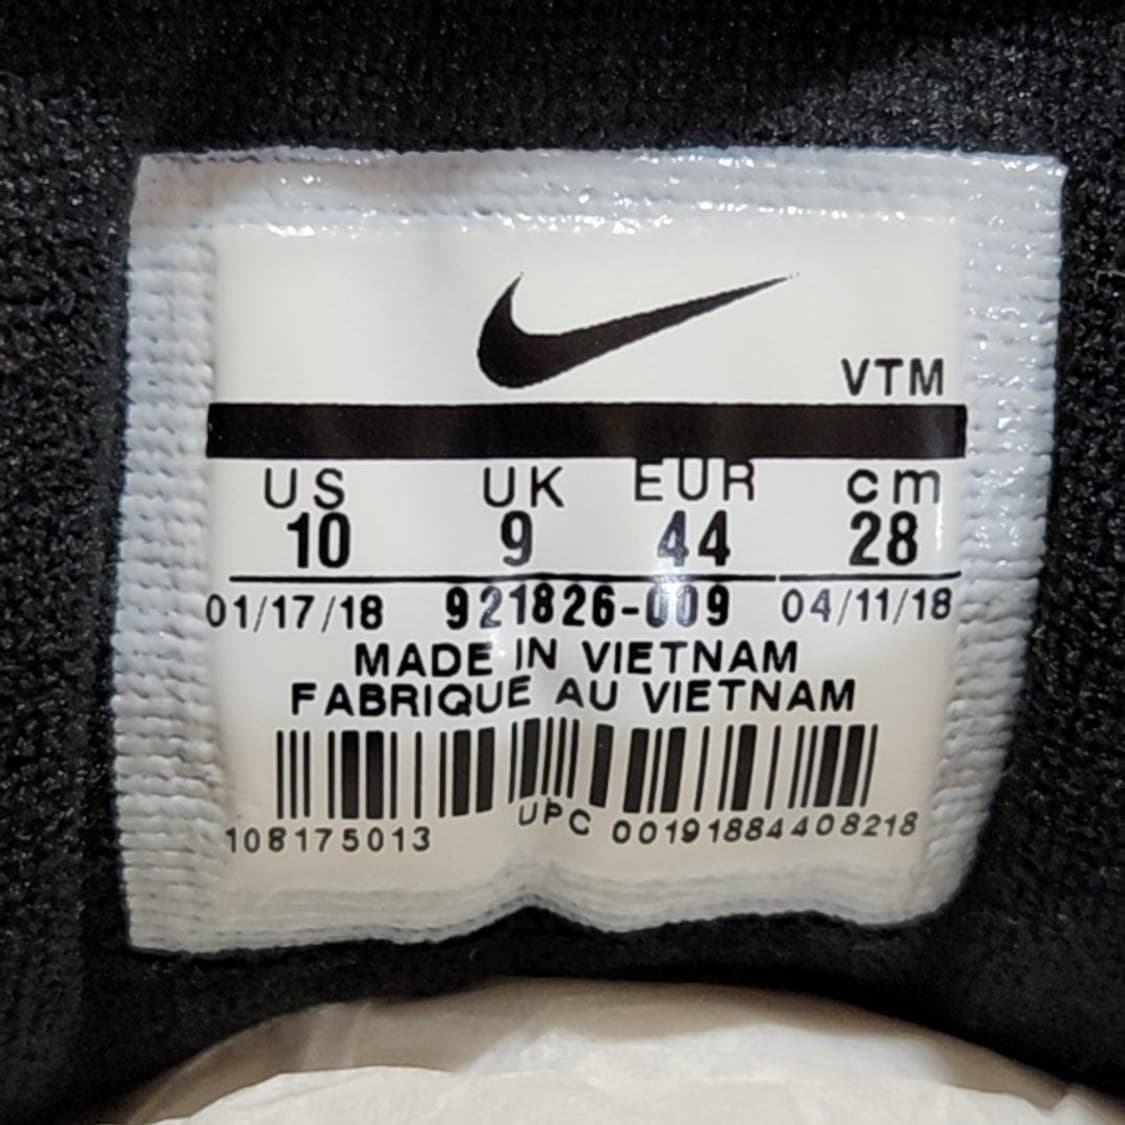 VTM
US UK EUR cm
10 9 44 28
01/17/18 921826-009 04/11/18
MADE IN VIETNAM
FABRIQUE AU VIETNAM
108175013 UPC 00191884408218